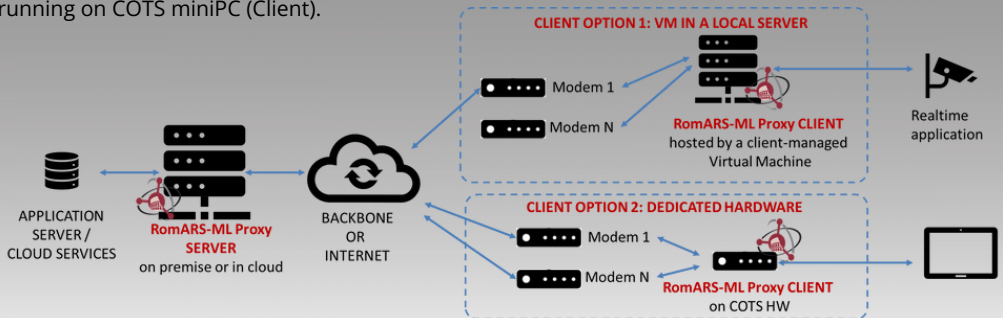 running on COTS miniPC (Client).
CLIENT OPTION 1: VM IN A LOCAL SERVER
Modem 1
Modem N
RomARS-ML Proxy CLIENT
hosted by a client-managed
Virtual Machine
Realtime
application
APPLICATION
SERVER /
CLOUD SERVICES
RomARS-ML Proxy
SERVER
on premise or in cloud
BACKBONE
OR
INTERNET
CLIENT OPTION 2: DEDICATED HARDWARE
Modem 1
Modem N
RomARS-ML Proxy CLIENT
on COTS HW